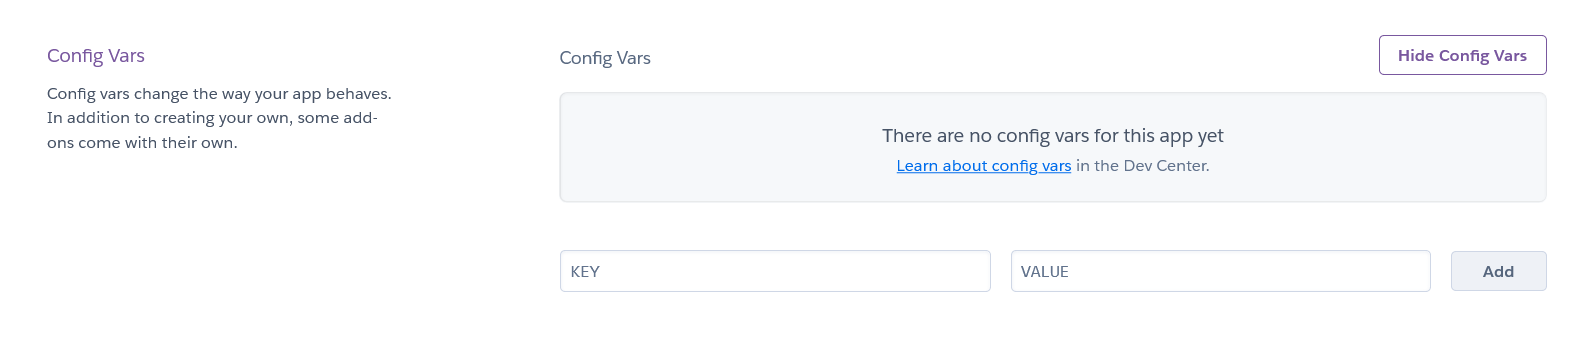 Config Vars
Config vars change the way your app behaves.
In addition to creating your own, some add-
ons come with their own.
Config Vars
Hide Config Vars
There are no config vars for this app yet
Learn about config vars in the Dev Center.
KEY
VALUE
Add